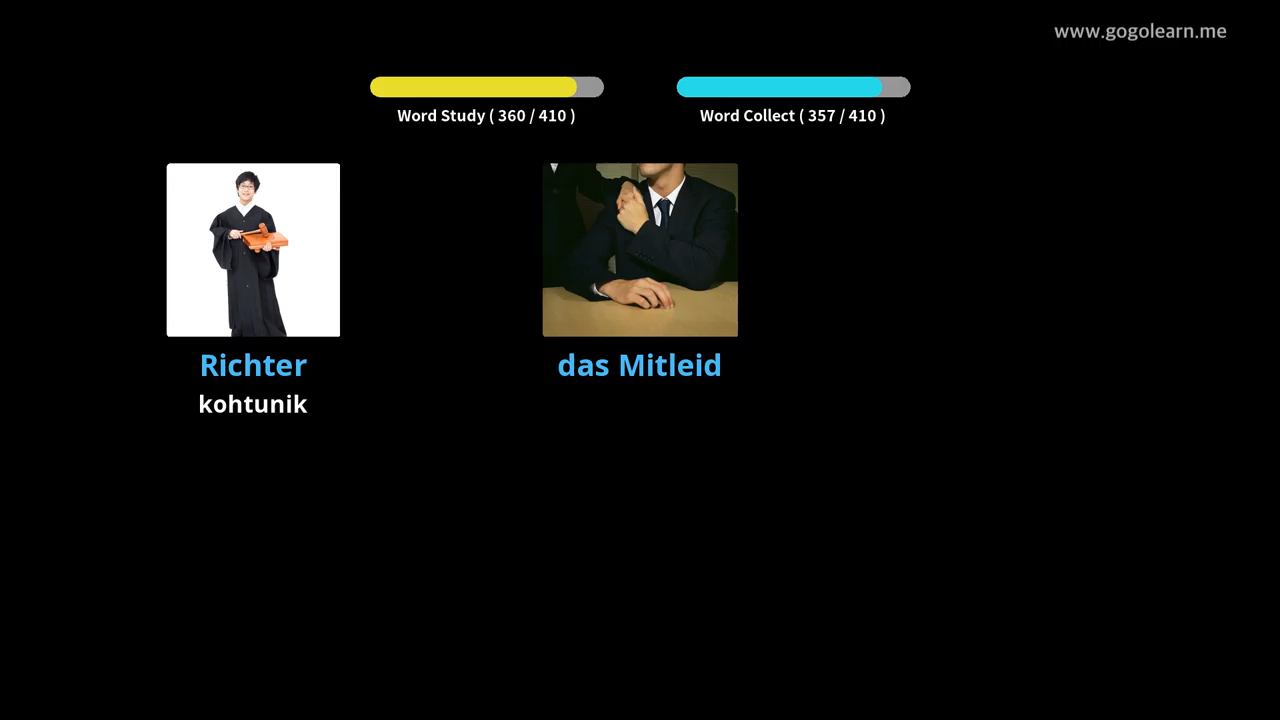 www.gogolearn.me
Word Study ( 360 / 410 )
Word Collect ( 357 / 410 )
Richter
kohtunik
das Mitleid